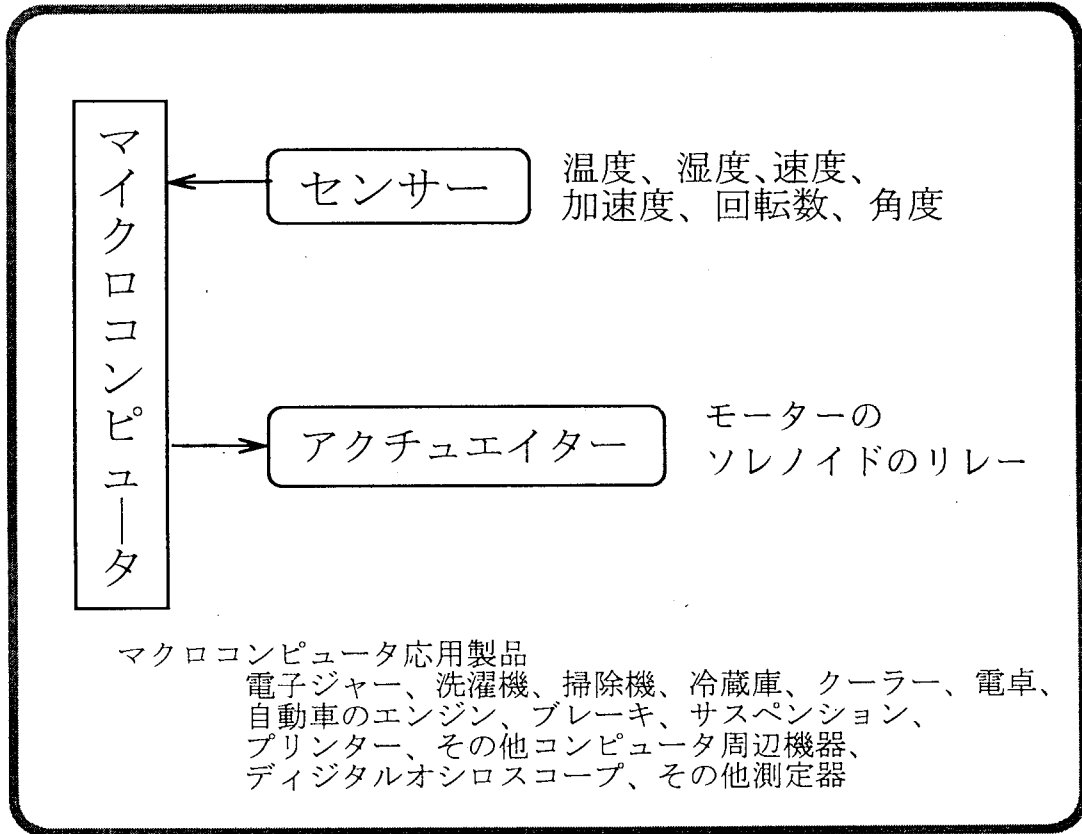 マイクロコンピュータ
センサー
温度、湿度、速度、
加速度、回転数、角度
アクチュエイター
モーターの
ソレノイドのリレー
マクロコンピュータ応用製品
電子ジャー、洗濯機、掃除機、冷蔵庫、クーラー、電卓、
自動車のエンジン、ブレーキ、サスペンション、
プリンター、その他コンピュータ周辺機器、
ディジタルオシロスコープ、その他測定器